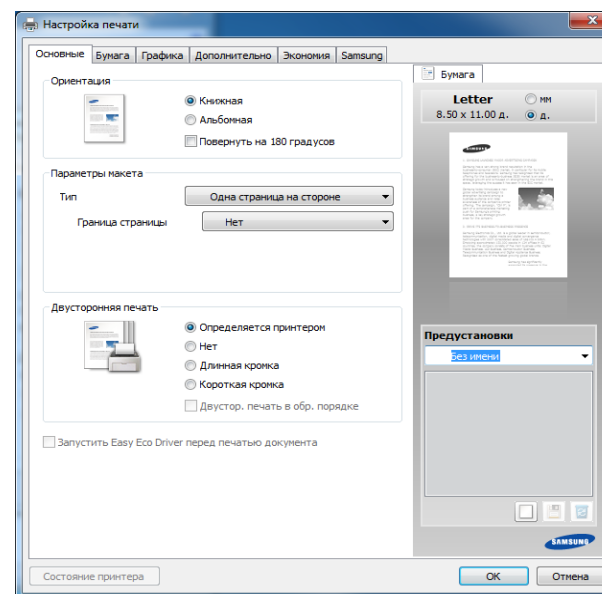 Настройка печати
Основные Бумага Графика Дополнительно Экономия Samsung
Ориентация
Книжная
Альбомная
Повернуть на 180 градусов
Параметры макета
Тип Одна страница на стороне
Граница страницы Нет
Двусторонняя печать
Определяется принтером
Нет
Длинная кромка
Короткая кромка
Двустор. печать в обр. порядке
Запустить Easy Eco Driver перед печатью документа
Бумага
Letter мм
8.50 x 11.00 д. д.
SAMSUNG
Предустановки
Без имени
SAMSUNG
Состояние принтера OK Отмена